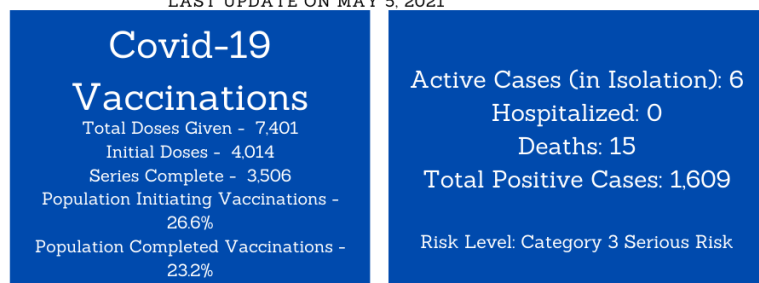 LAST UPDATE ON MAY 5, 2021
Covid-19
Vaccinations
Total Doses Given - 7,401
Initial Doses - 4,014
Series Complete - 3,506
Population Initiating Vaccinations -
26.6%
Population Completed Vaccinations -
23.2%
Active Cases (in Isolation): 6
Hospitalized: 0
Deaths: 15
Total Positive Cases: 1,609
Risk Level: Category 3 Serious Risk